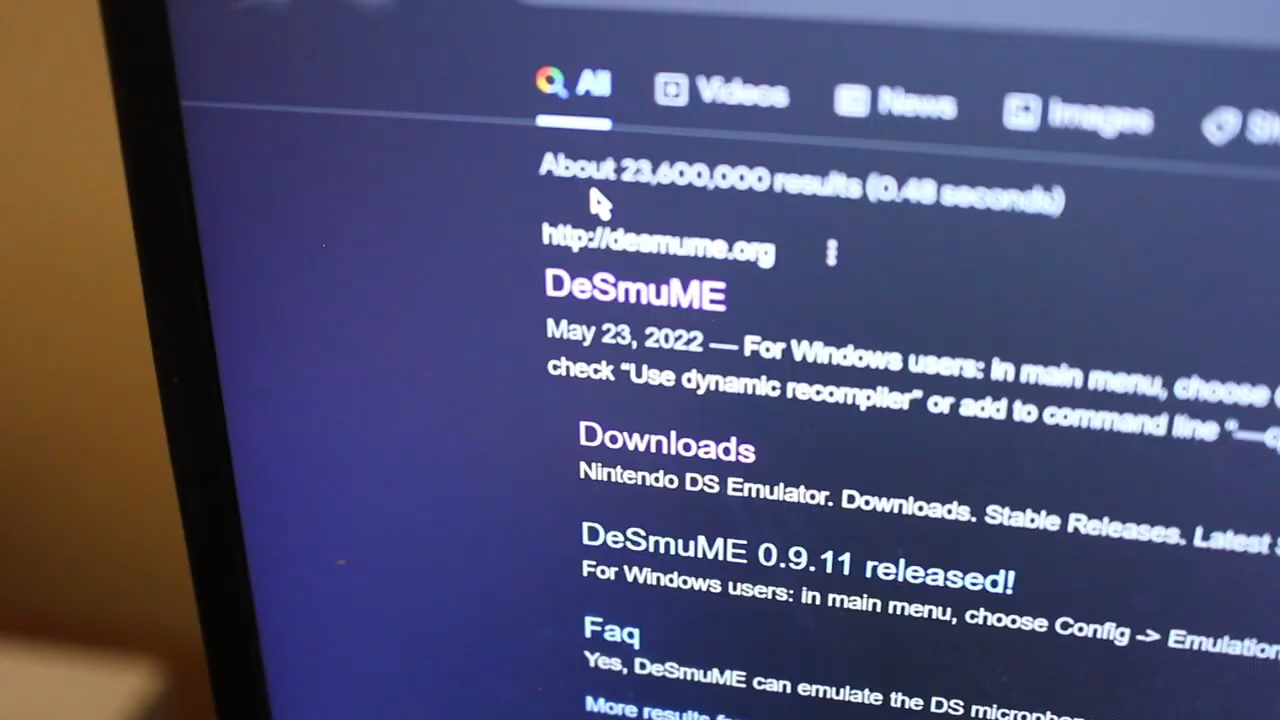 All Videos News Images
About 23,600,000 results (0.48 seconds)
http://desmume.org
DeSmuME
May 23, 2022 — For Windows users: in main menu, choose
check “Use dynamic recompiler” or add to command line “—
Downloads
Nintendo DS Emulator. Downloads. Stable Releases. Latest
DeSmuME 0.9.11 released!
For Windows users: in main menu, choose Config -> Emulation
Faq
Yes, DeSmuME can emulate the DS
More results